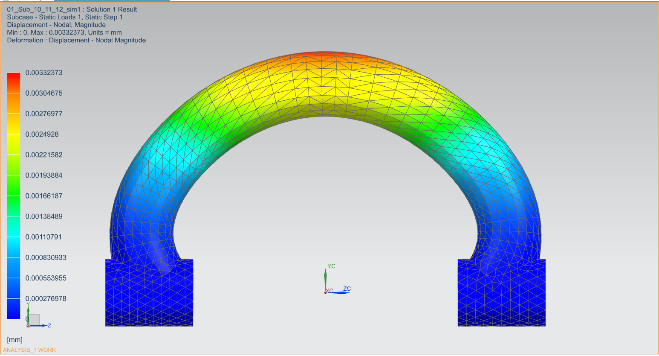 01_Sub_10_11_12_sim1 : Solution 1 Result
Subcase - Static Loads 1, Static Step 1
Displacement - Nodal, Magnitude
Min : 0, Max : 0.00332373, Units = mm
Deformation : Displacement - Nodal Magnitude
0.00332373
0.00304675
0.00276977
0.0024928
0.00221582
0.00193884
0.00166187
0.00138489
0.00110791
0.000830933
0.000553955
0.000276978
YC
XC
ZC
Z
[mm]
ANALYSIS_1 WORK